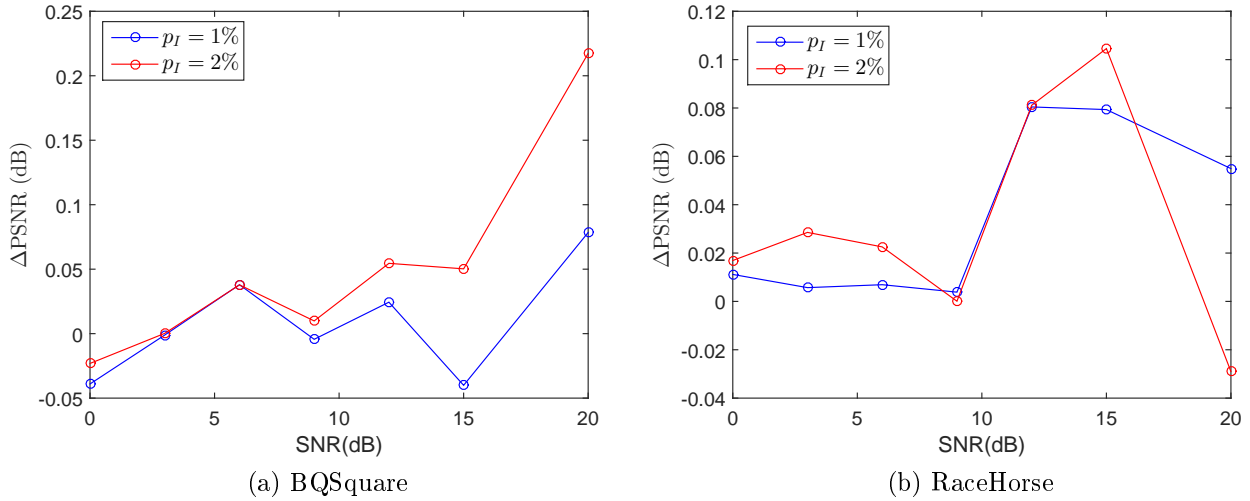 p_I = 1%
p_I = 2%
0.25
0.2
0.15
0.1
0.05
0
-0.05
ΔPSNR (dB)
0 5 10 15 20
SNR(dB)
(a) BQSquare
p_I = 1%
p_I = 2%
0.12
0.1
0.08
0.06
0.04
0.02
0
-0.02
-0.04
ΔPSNR (dB)
0 5 10 15 20
SNR(dB)
(b) RaceHorse